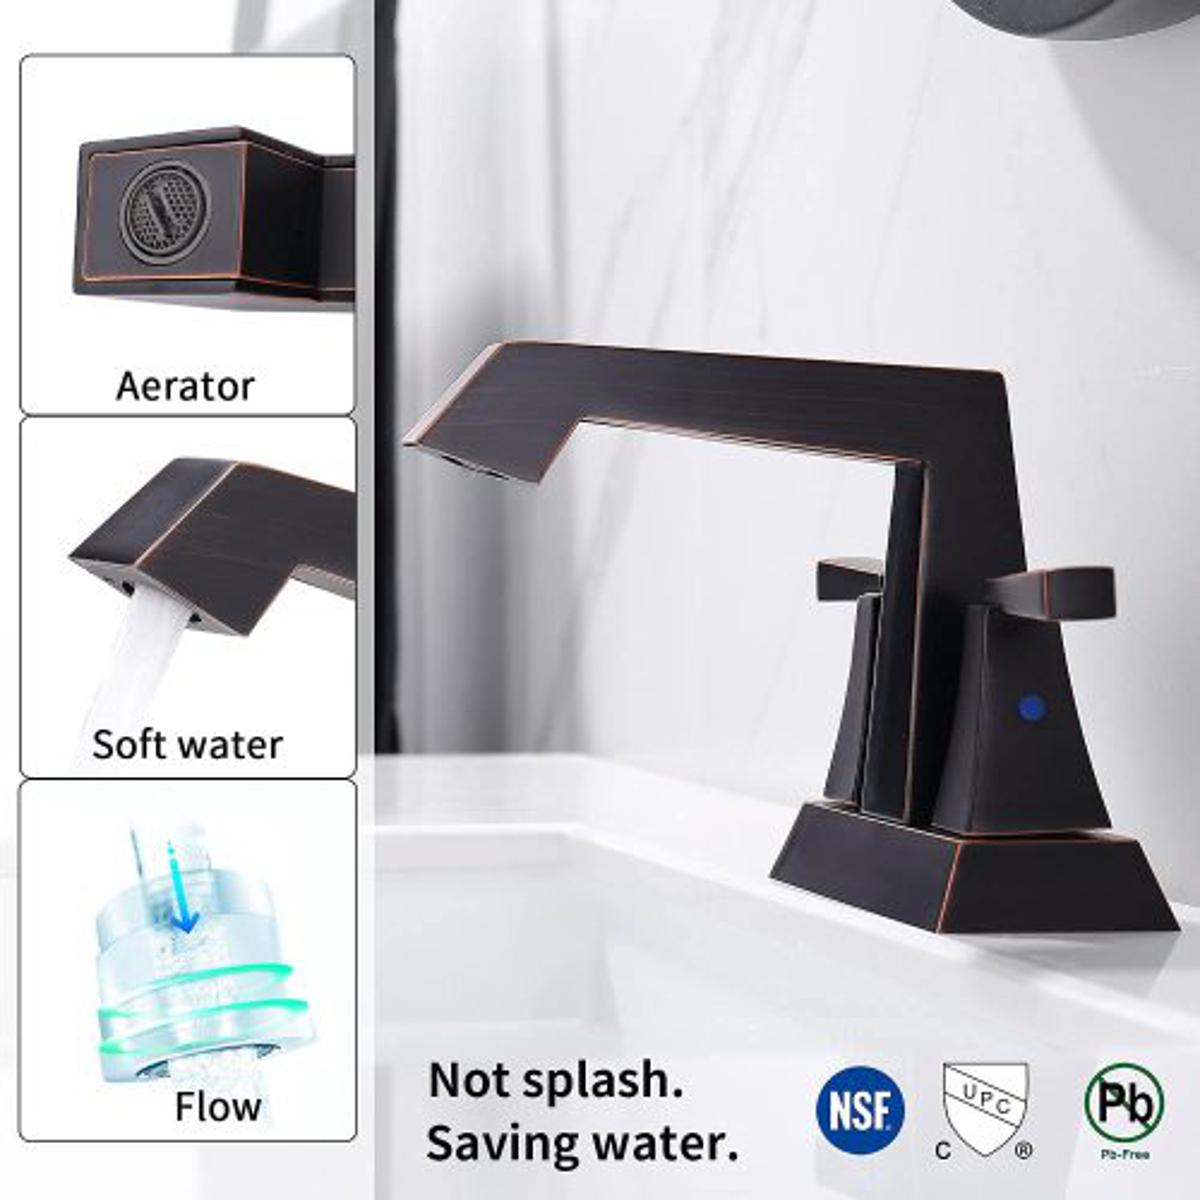 Aerator
Soft water
Flow
Not splash.
Saving water.
NSF.
UPC
C ®
Pb
Pb-Free